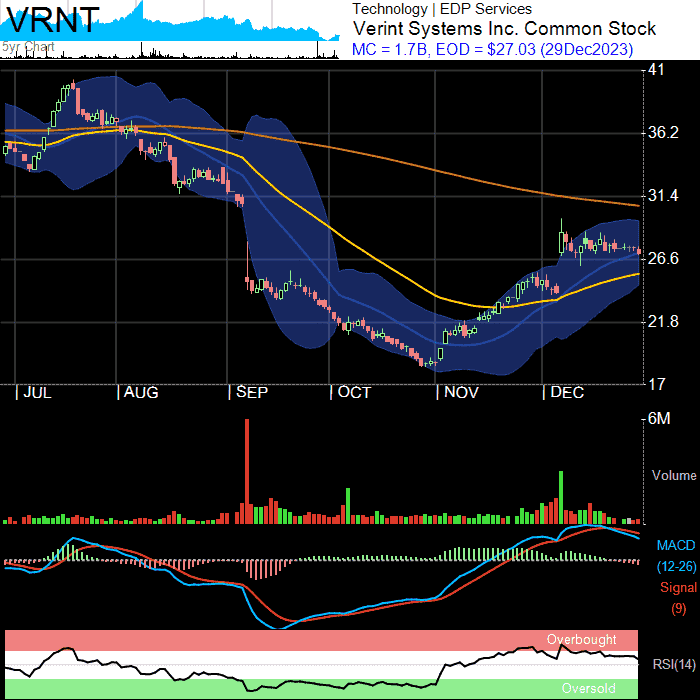 VRNT
5yr Chart
Technology | EDP Services
Verint Systems Inc. Common Stock
MC = 1.7B, EOD = $27.03 (29Dec2023)
41
36.2
31.4
26.6
21.8
17
| JUL | AUG | SEP | OCT | NOV | DEC
6M
Volume
MACD
(12-26)
Signal
(9)
Overbought
RSI(14)
Oversold